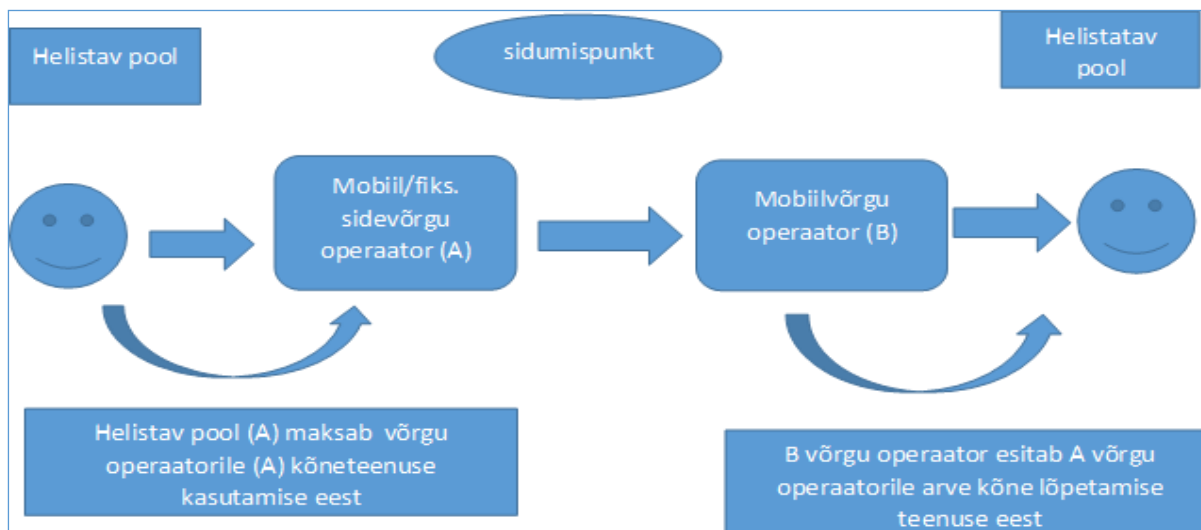 Helistav pool
sidumispunkt
Helistatav
pool
Mobiil/fiks.
sidevõrgu
operaator (A)
Mobiilvõrgu
operaator (B)
Helistav pool (A) maksab võrgu
operaatorile (A) kõneteenuse
kasutamise eest
B võrgu operaator esitab A võrgu
operaatorile arve kõne lõpetamise
teenuse eest